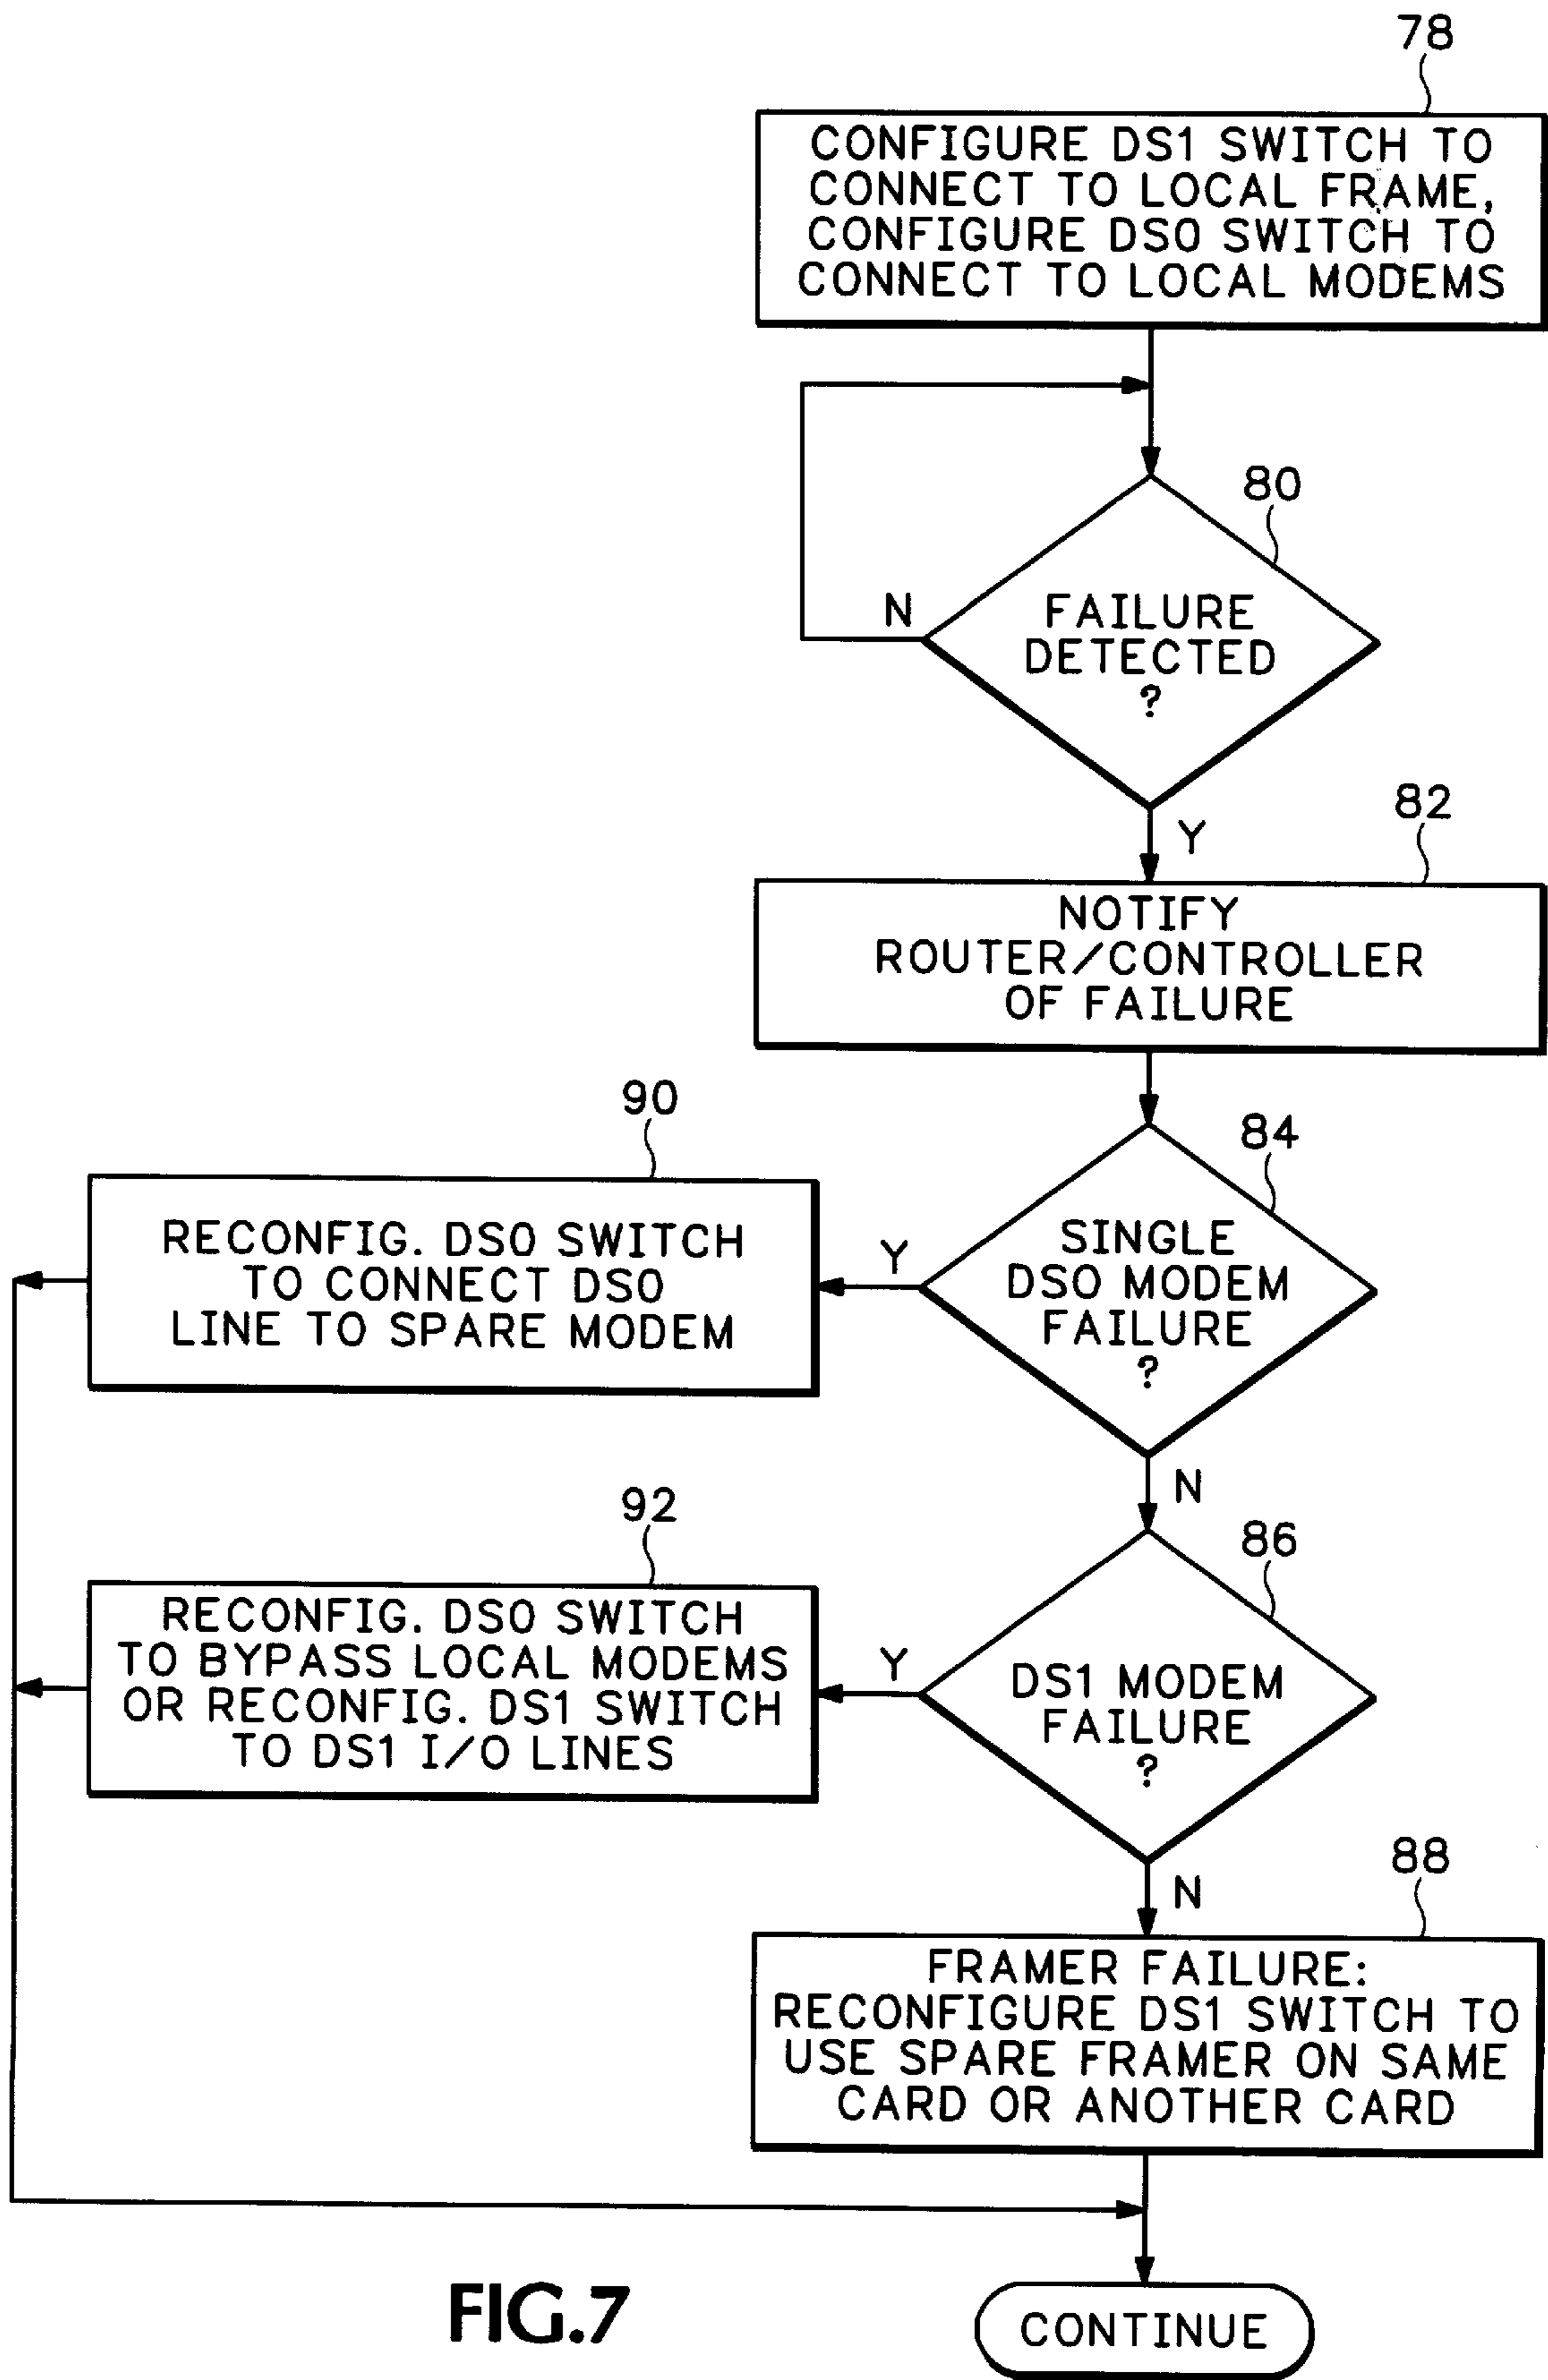 78
CONFIGURE DS1 SWITCH TO
CONNECT TO LOCAL FRAME,
CONFIGURE DS0 SWITCH TO
CONNECT TO LOCAL MODEMS
80
N
FAILURE
DETECTED
?
Y
82
NOTIFY
ROUTER/CONTROLLER
OF FAILURE
90
84
RECONFIG. DS0 SWITCH
TO CONNECT DS0
LINE TO SPARE MODEM
Y
SINGLE
DS0 MODEM
FAILURE
?
N
92
86
RECONFIG. DS0 SWITCH
TO BYPASS LOCAL MODEMS
OR RECONFIG. DS1 SWITCH
TO DS1 I/O LINES
Y
DS1 MODEM
FAILURE
?
N
88
FRAMER FAILURE:
RECONFIGURE DS1 SWITCH TO
USE SPARE FRAMER ON SAME
CARD OR ANOTHER CARD
FIG.7
CONTINUE